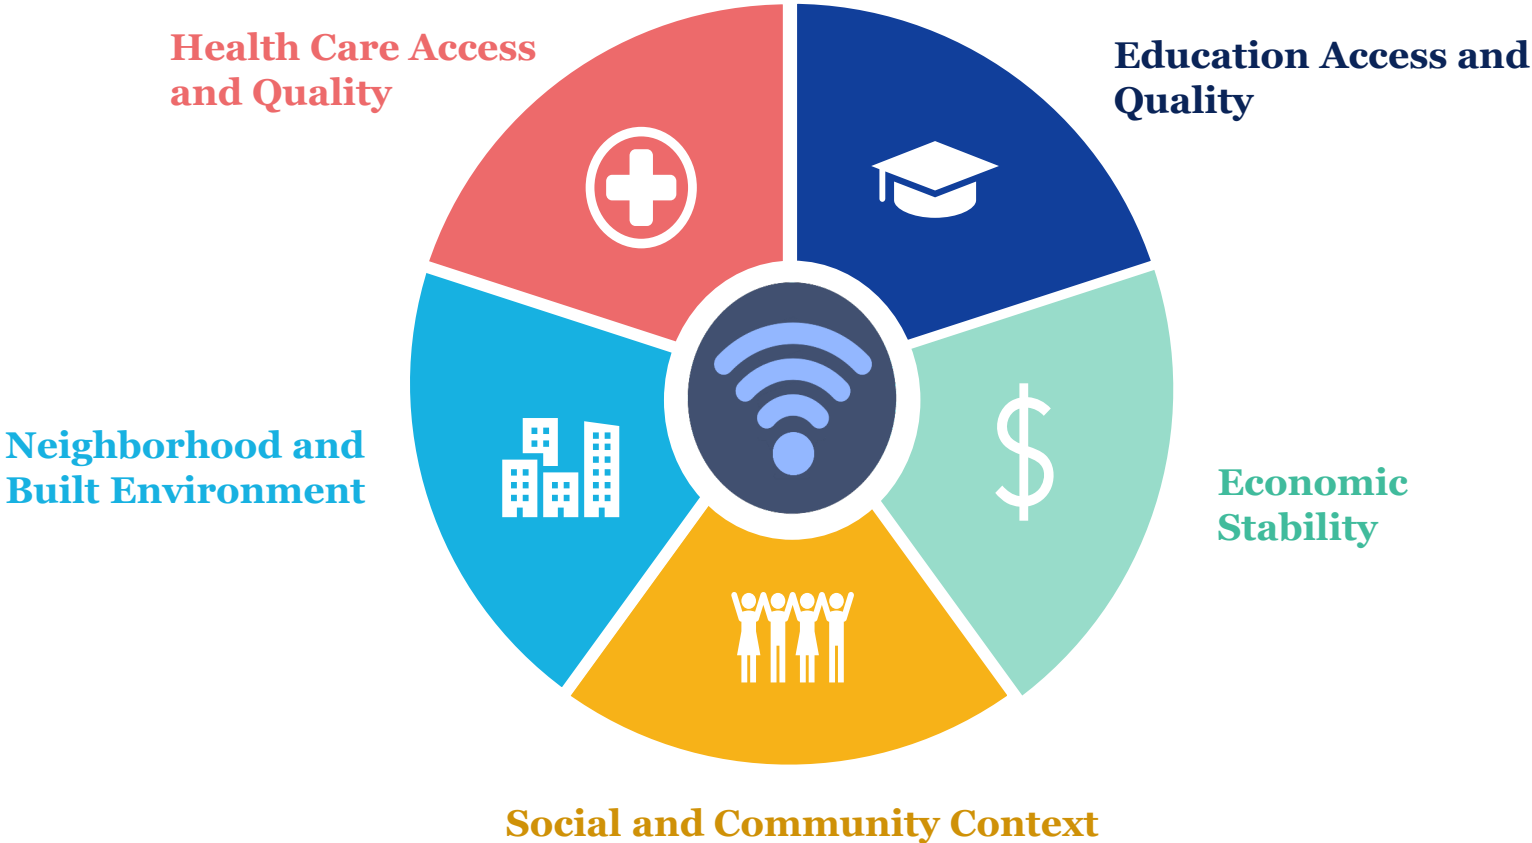 Health Care Access
and Quality
Education Access and
Quality
Neighborhood and
Built Environment
Economic
Stability
Social and Community Context